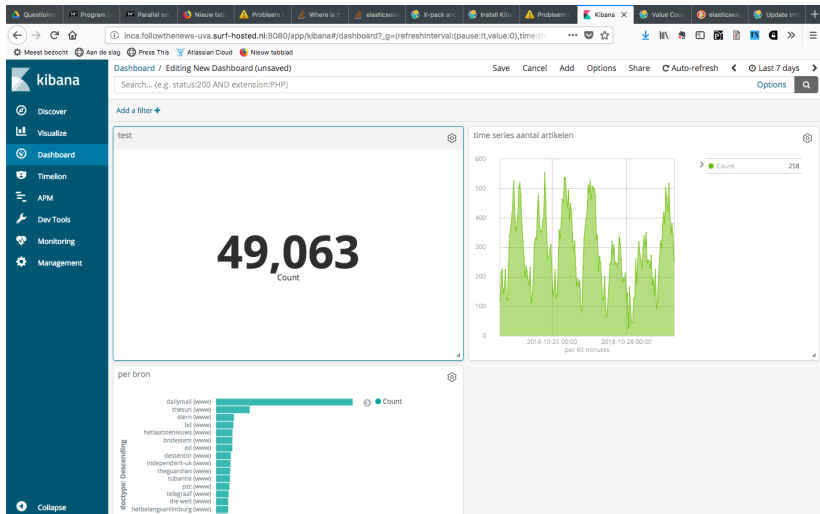 Questionn
Program
Parallel se
Nieuw tab
Probleem
Where is t
elasticsea
X-pack an
Install Kiba
Probleem
Kibana
Value Coun
elasticsea
Update Ind
inca.followthenews-uva.surf-hosted.nl:8080/app/kibana#/dashboard?_g=(refreshInterval:(pause:!t,value:0),time:(f
Meest bezocht Aan de slag Press This Atlassian Cloud Nieuw tabblad
kibana
Discover
Visualize
Dashboard
Timelion
APM
Dev Tools
Monitoring
Management
Collapse
Dashboard / Editing New Dashboard (unsaved)
Save Cancel Add Options Share Auto-refresh Last 7 days
Search... (e.g. status:200 AND extension:PHP)
Options
Add a filter +
test
49,063
Count
time series aantal artikelen
600
500
400
300
200
100
0
2018-10-25 00:00 2018-10-28 00:00
per 60 minutes
Count 258
per bron
doctype: Descending
dailymail (www)
thesun (www)
stern (www)
bd (www)
hetlaatstenieuws (www)
bndestem (www)
ed (www)
destentor (www)
independent-uk (www)
theguardian (www)
tubantia (www)
pzc (www)
telegraaf (www)
die welt (www)
hetbelangvanlimburg (www)
Count